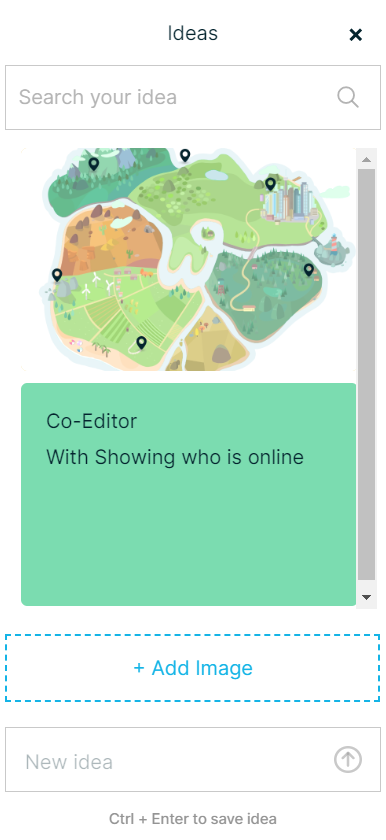 Ideas
Search your idea
Co-Editor
With Showing who is online
+ Add Image
New idea
Ctrl + Enter to save idea